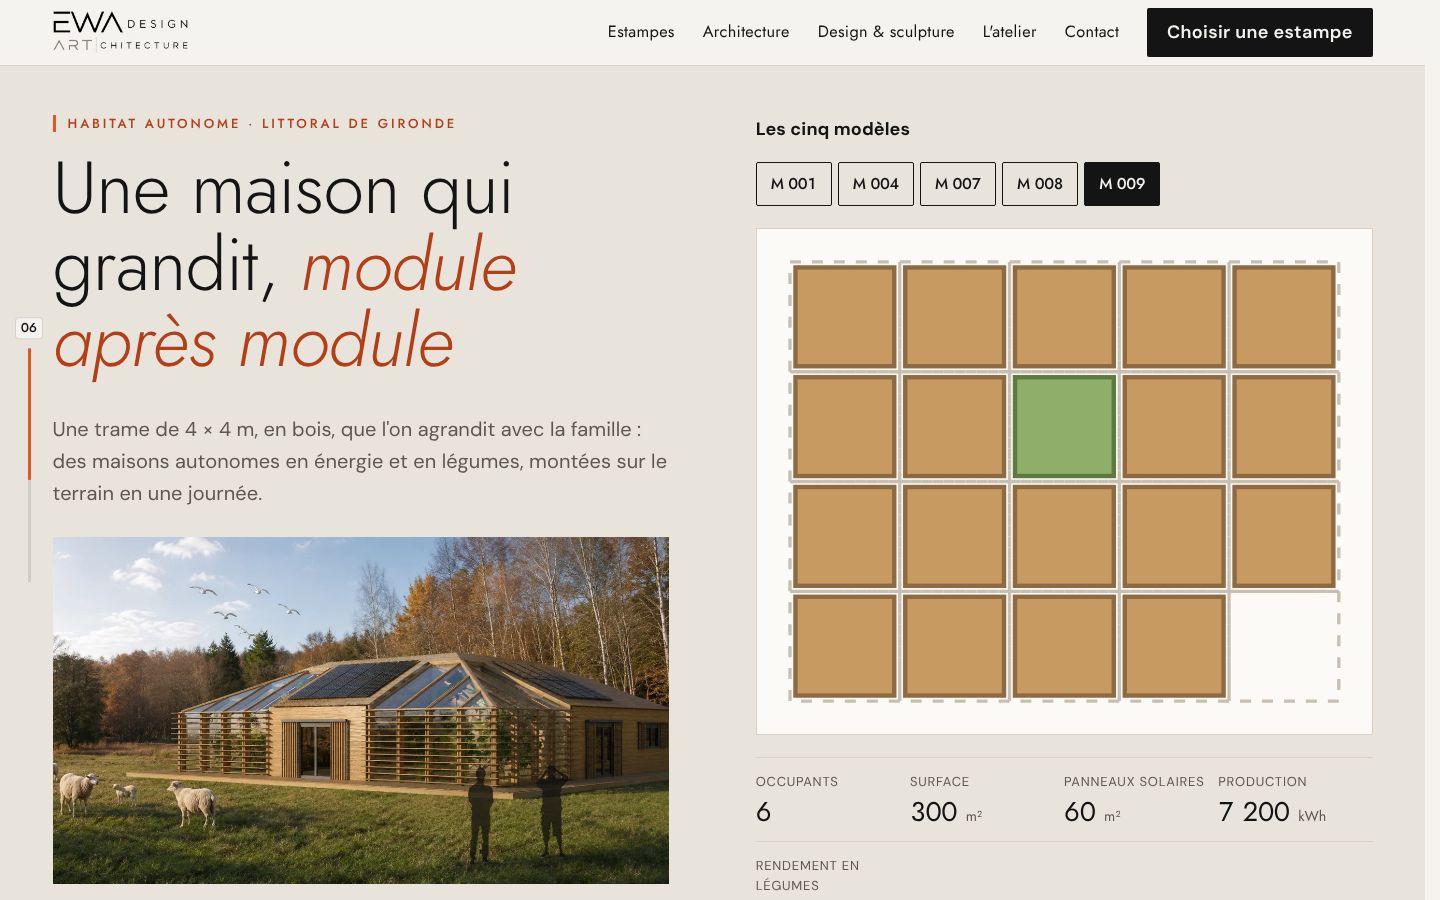 EWA DESIGN
ART CHITECTURE
Estampes
Architecture
Design & sculpture
L'atelier
Contact
Choisir une estampe
HABITAT AUTONOME · LITTORAL DE GIRONDE
Une maison qui
grandit, module
après module
06
Une trame de 4 × 4 m, en bois, que l'on agrandit avec la famille :
des maisons autonomes en énergie et en légumes, montées sur le
terrain en une journée.
Les cinq modèles
M 001
M 004
M 007
M 008
M 009
OCCUPANTS
6
SURFACE
300 m²
PANNEAUX SOLAIRES
60 m²
PRODUCTION
7 200 kWh
RENDEMENT EN
LÉGUMES